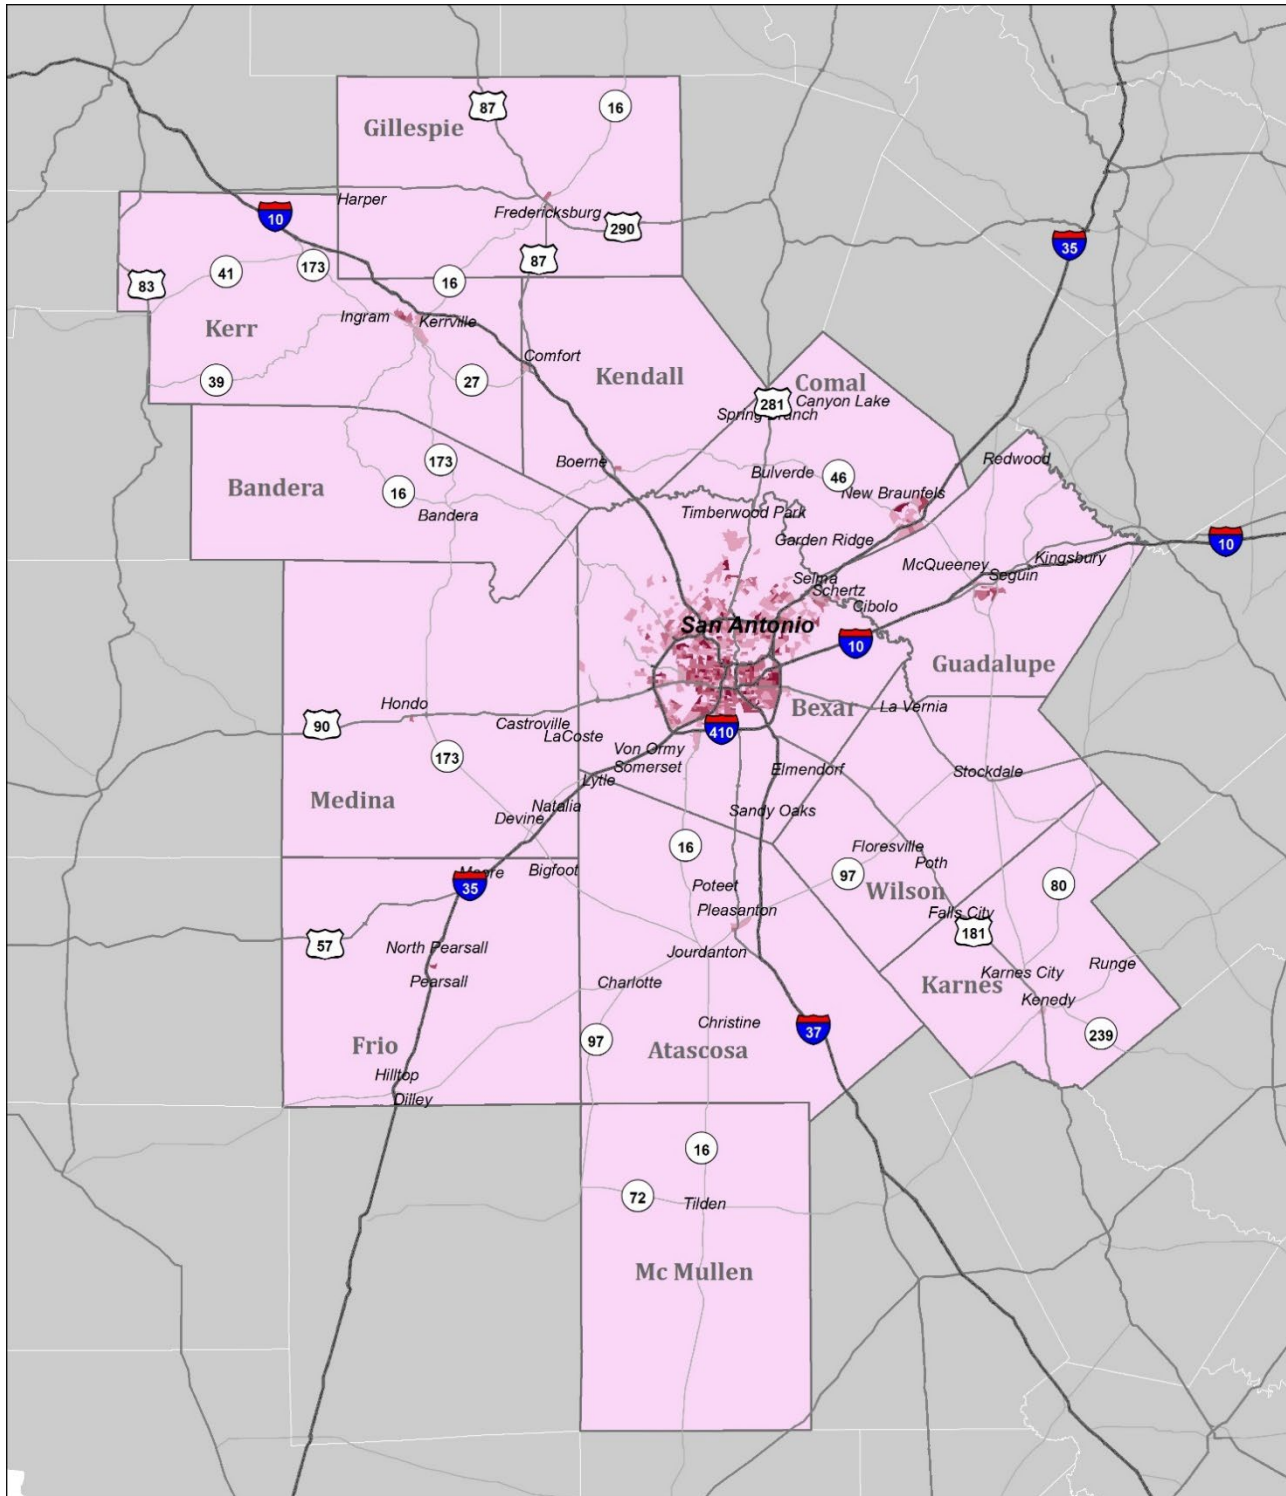 87
16
Gillespie
Harper
10
Fredericksburg
290
87
35
41
173
83
16
Ingram
Kerrville
Kerr
Comfort
39
27
Kendall
Comal
Canyon Lake
281
Spring Branch
Redwood
173
Boerne
Bulverde
46
Bandera
16
New Braunfels
Bandera
Timberwood Park
Garden Ridge
10
McQueeney
Kingsbury
Selma
Seguin
Schertz
Cibolo
San Antonio
10
Guadalupe
Hondo
Bexar
La Vernia
90
Castroville
LaCoste
410
173
Von Ormy
Somerset
Elmendorf
Stockdale
Lytle
Medina
Natalia
Devine
Sandy Oaks
16
Floresville
Poth
Moore
Bigfoot
35
97
80
Poteet
Wilson
Pleasanton
Falls City
57
North Pearsall
181
Jourdanton
Pearsall
Charlotte
Karnes City
Runge
Karnes
Kenedy
Christine
37
97
239
Frio
Atascosa
Hilltop
Dilley
16
72
Tilden
Mc Mullen